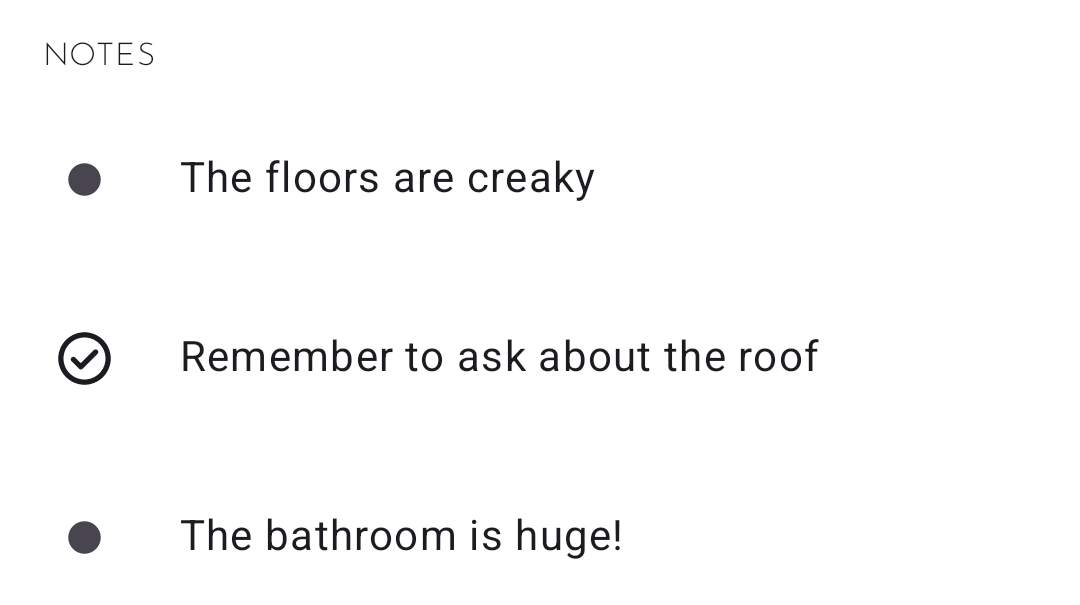 NOTES
The floors are creaky
Remember to ask about the roof
The bathroom is huge!